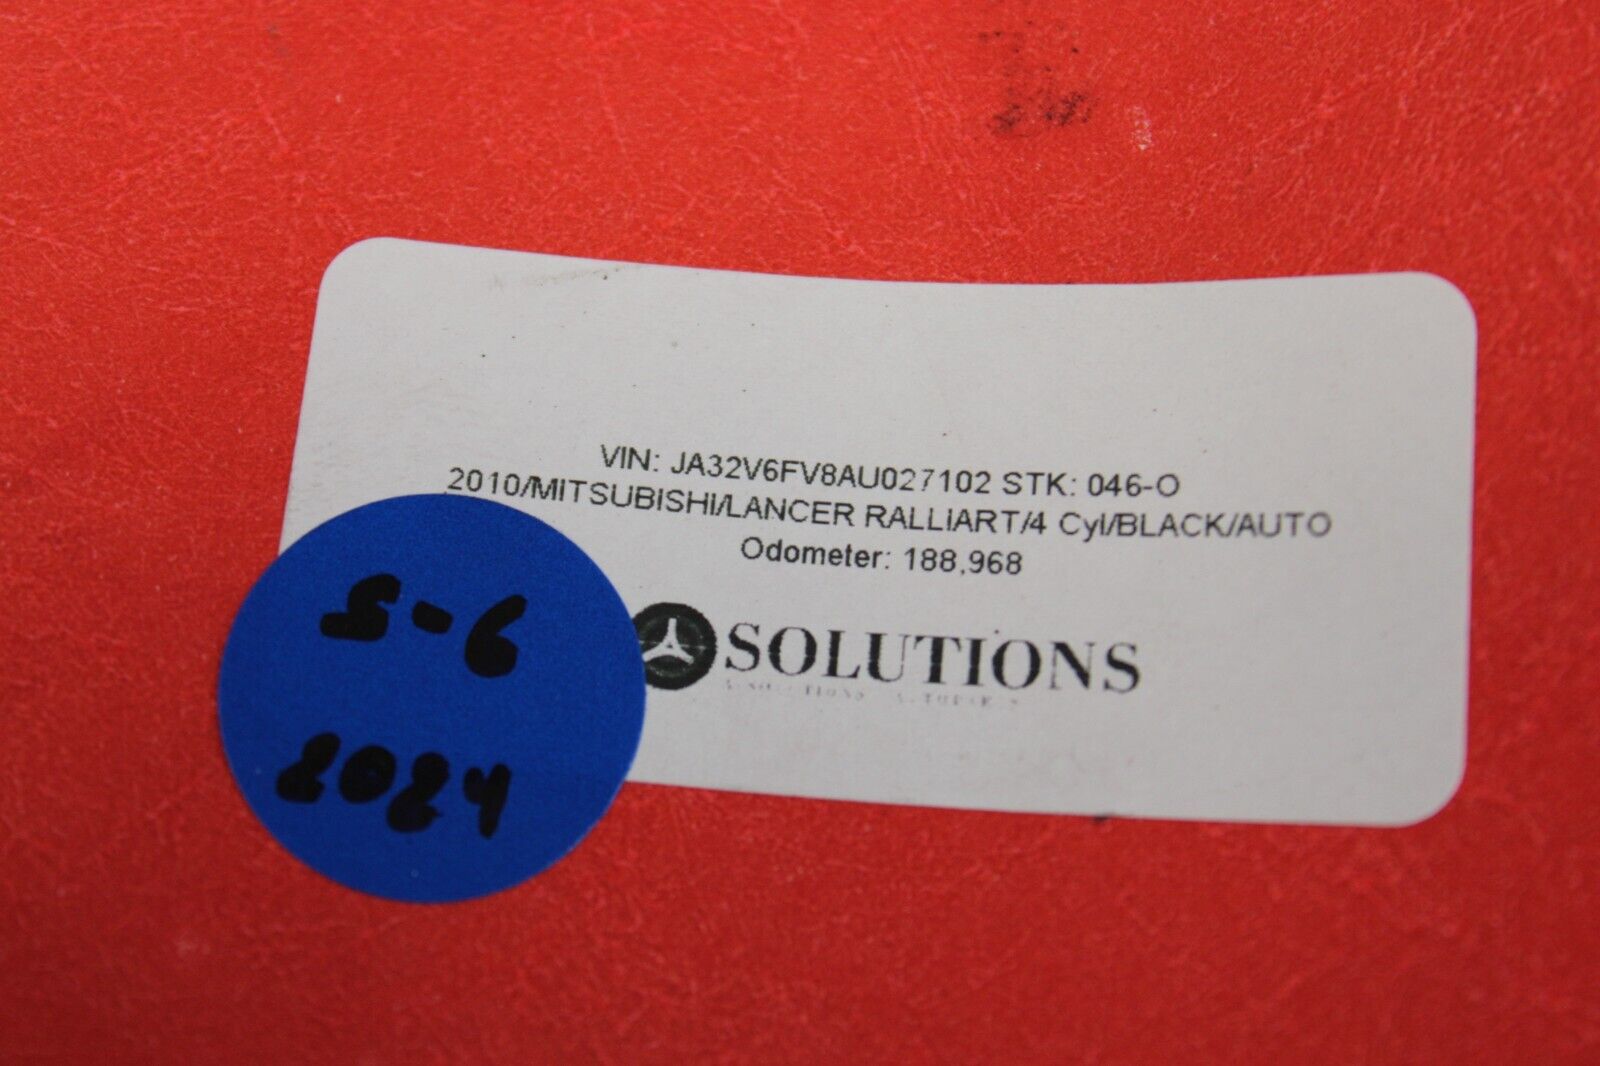 VIN: JA32V6FV8AU027102 STK: 046-O
2010/MITSUBISHI/LANCER RALLIART/4 Cyl/BLACK/AUTO
Odometer: 188,968
SOLUTIONS
S-6
2024